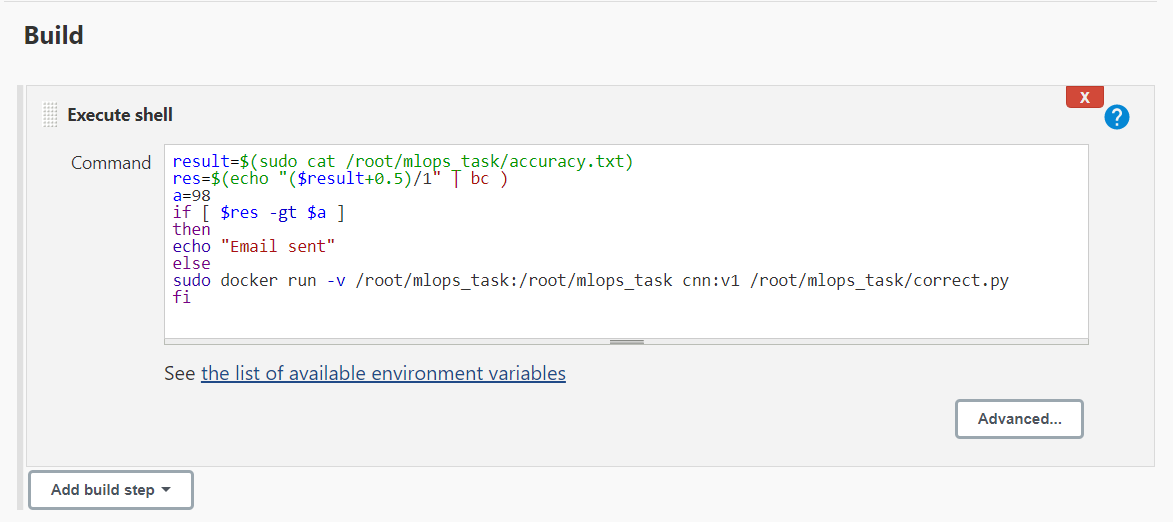 Build
Execute shell
X
?
Command
result=$(sudo cat /root/mlops_task/accuracy.txt)
res=$(echo "($result+0.5)/1" | bc )
a=98
if [ $res -gt $a ]
then
echo "Email sent"
else
sudo docker run -v /root/mlops_task:/root/mlops_task cnn:v1 /root/mlops_task/correct.py
fi
See the list of available environment variables
Advanced...
Add build step